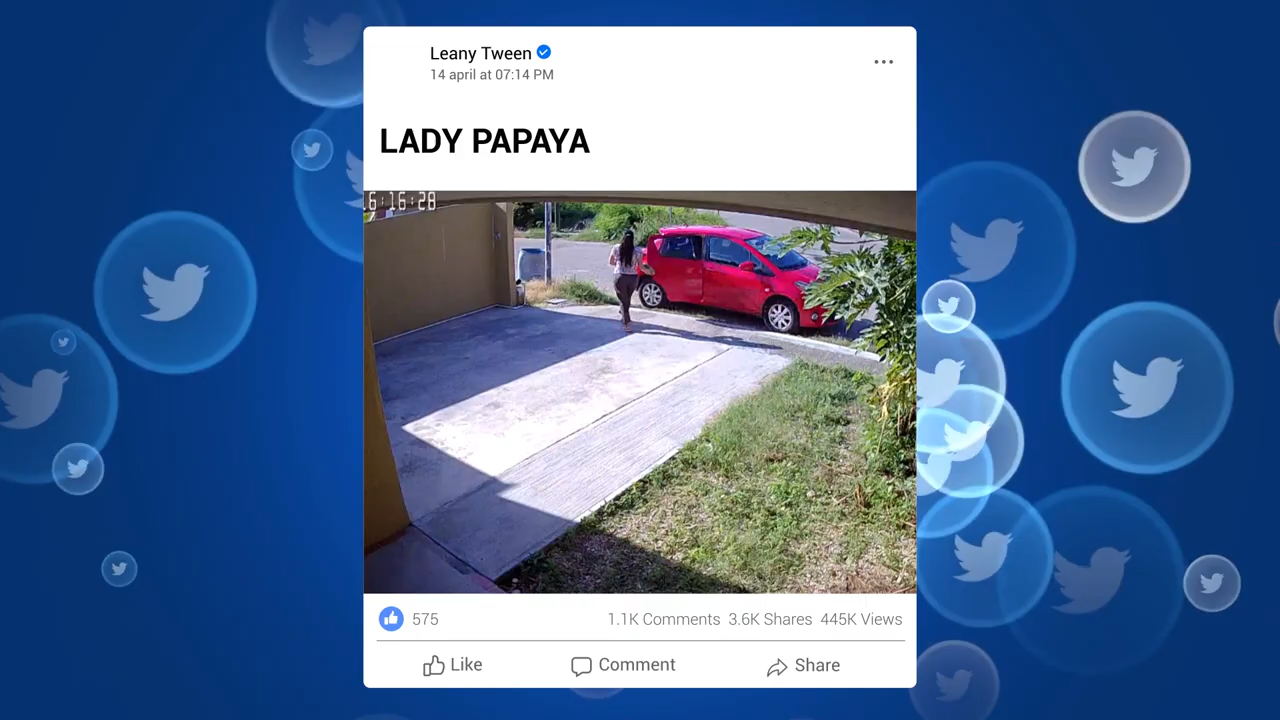 Leany Tween
14 april at 07:14 PM
LADY PAPAYA
6:16:28
575
1.1K Comments 3.6K Shares 445K Views
Like
Comment
Share